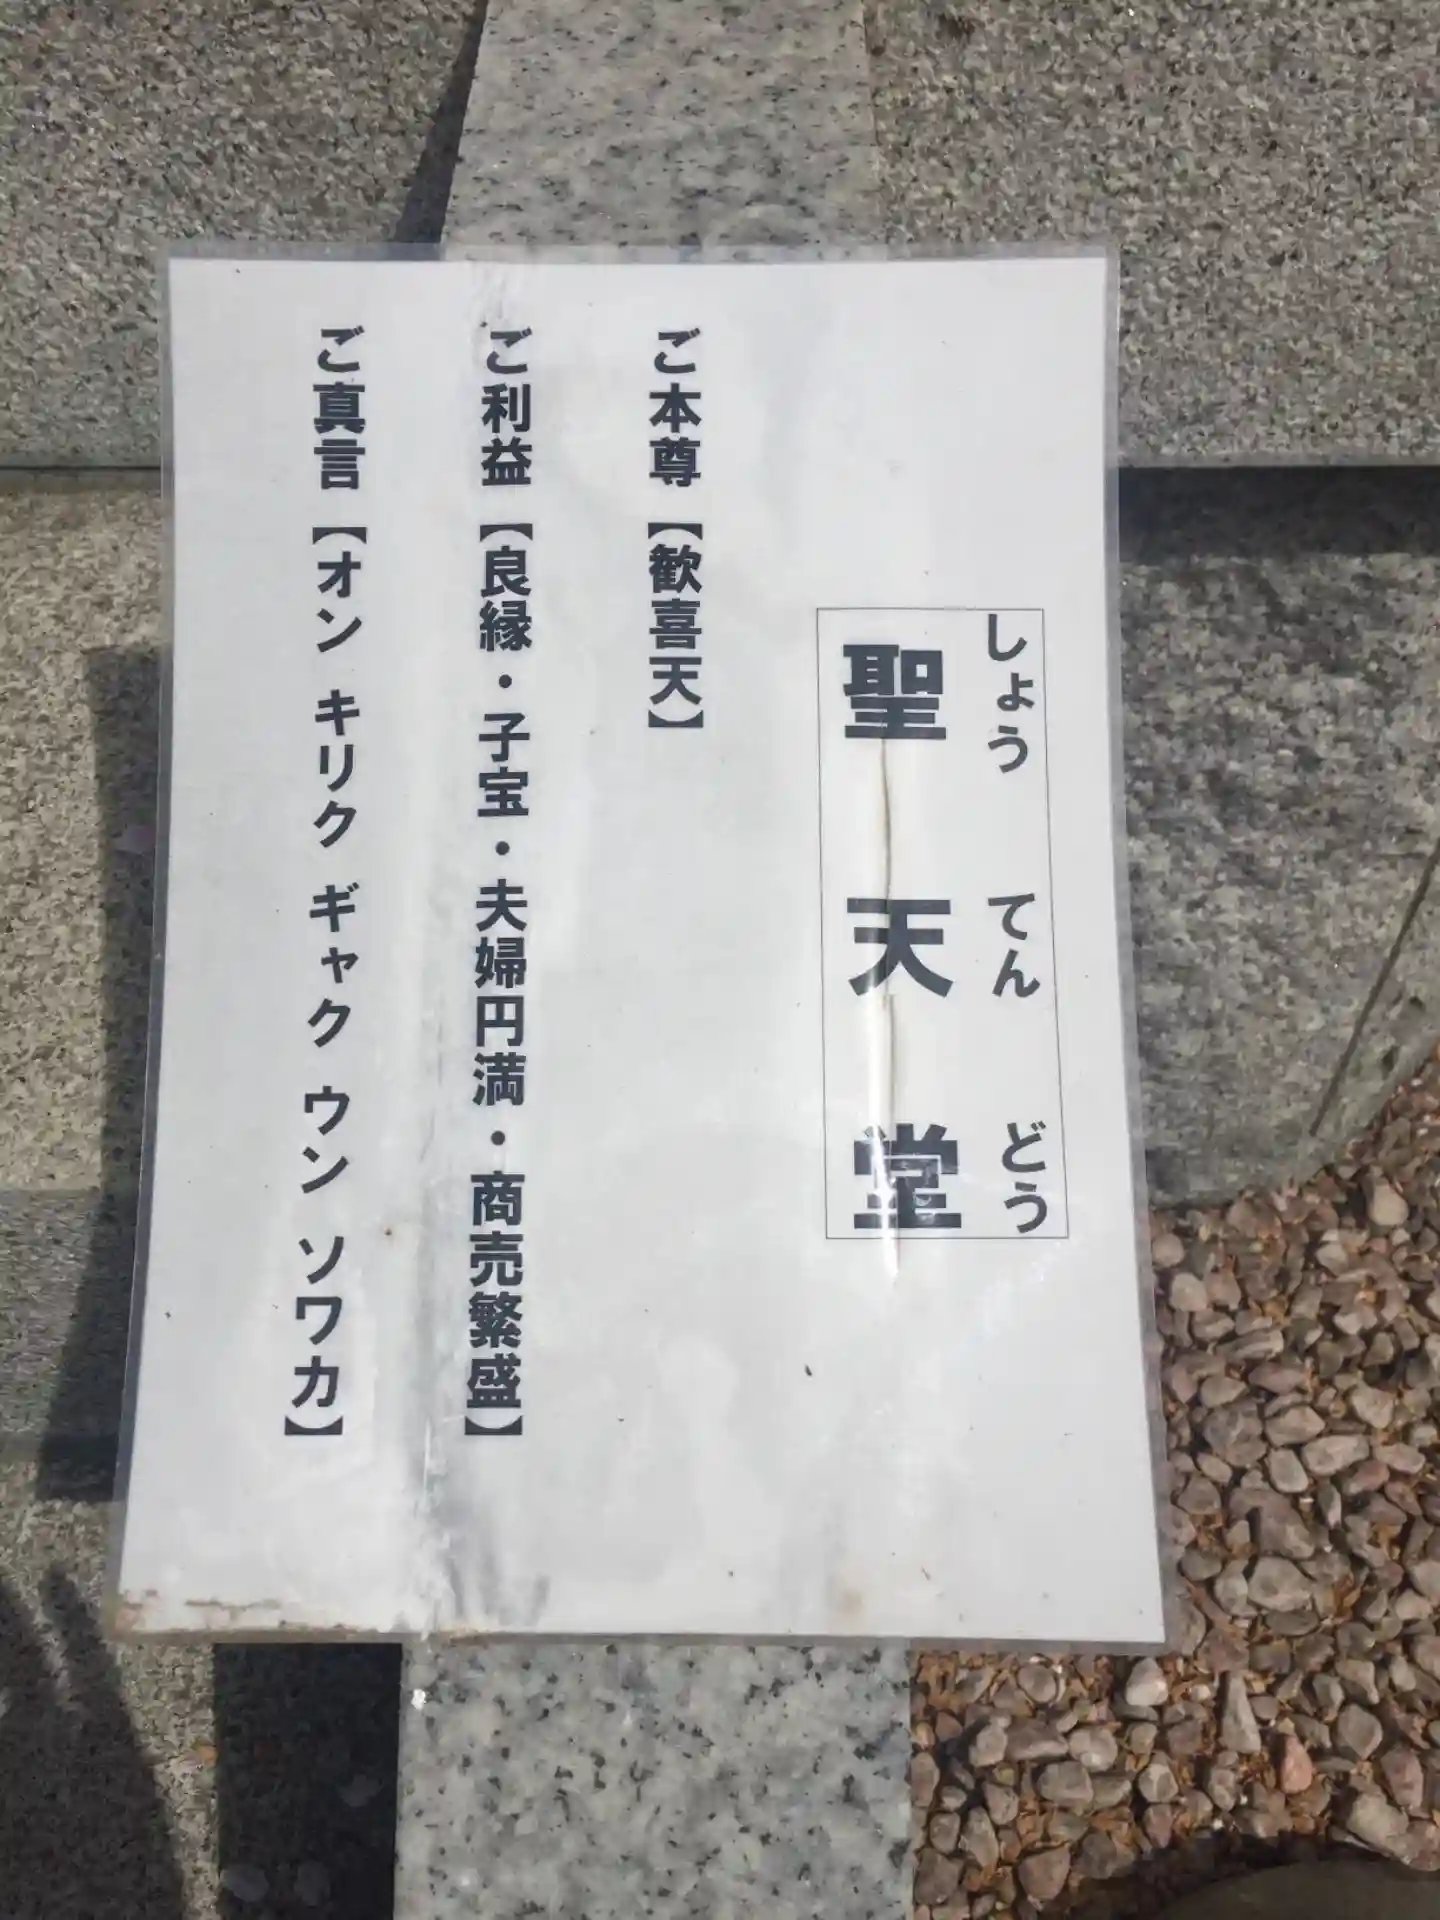 しょうてんどう
聖天堂
ご本尊【歓喜天】
ご利益【良縁・子宝・夫婦円満・商売繁盛】
ご真言【オン キリク ギャク ウン ソワカ】